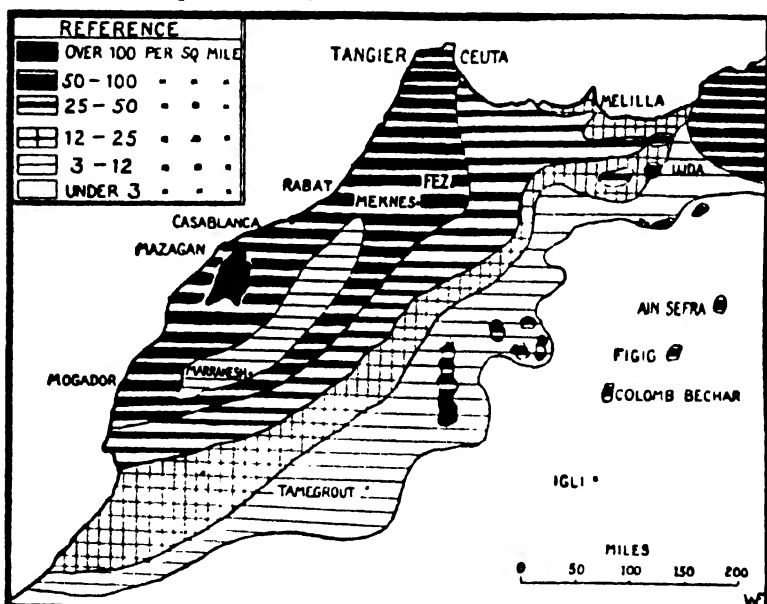 REFERENCE
OVER 100 PER SQ MILE
50-100 " " "
25-50 " " "
12-25 " " "
3-12 " " "
UNDER 3 " " "
TANGIER
CEUTA
MELILLA
RABAT
FEZ
MEKNES
UJDA
CASABLANCA
MAZAGAN
AIN SEFRA
FIGIG
MOGADOR
MARRAKESH
COLOMB BECHAR
TAMEGROUT
IGLI
MILES
0 50 100 150 200